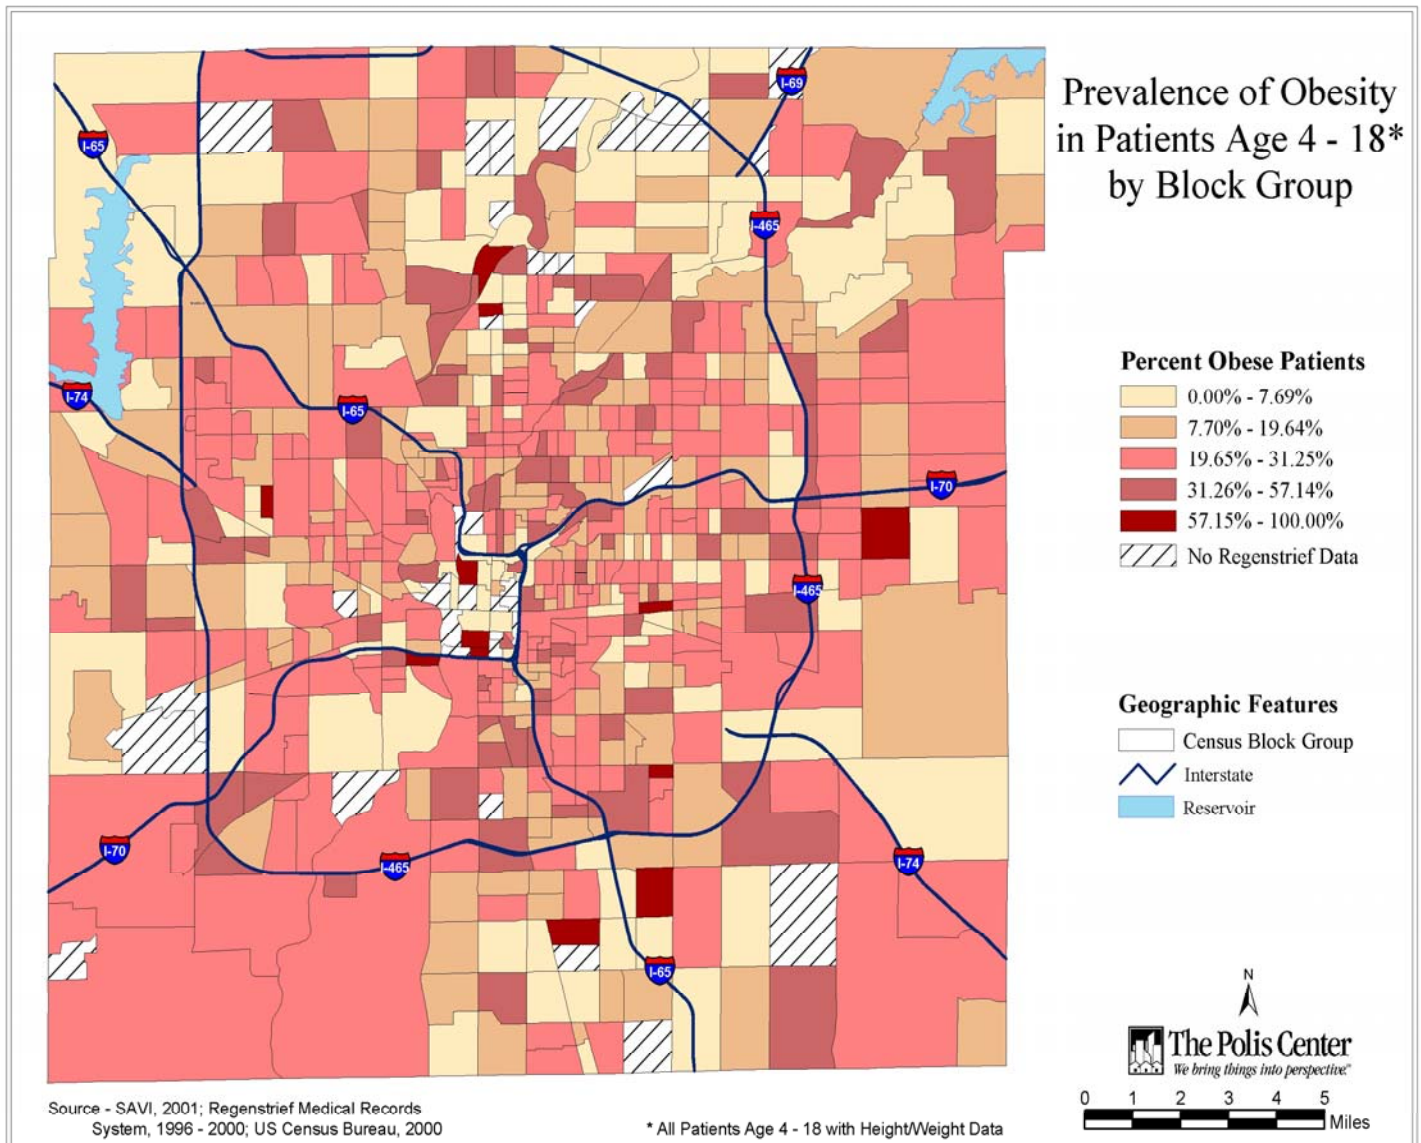 Prevalence of Obesity
in Patients Age 4 - 18*
by Block Group
I-69
I-65
I-465
I-74
I-65
I-70
I-465
I-70
I-465
I-74
I-65
Percent Obese Patients
0.00% - 7.69%
7.70% - 19.64%
19.65% - 31.25%
31.26% - 57.14%
57.15% - 100.00%
No Regenstrief Data
Geographic Features
Census Block Group
Interstate
Reservoir
N
The Polis Center
We bring things into perspective.
0 1 2 3 4 5
Miles
Source - SAVI, 2001; Regenstrief Medical Records
System, 1996 - 2000; US Census Bureau, 2000
* All Patients Age 4 - 18 with Height/Weight Data